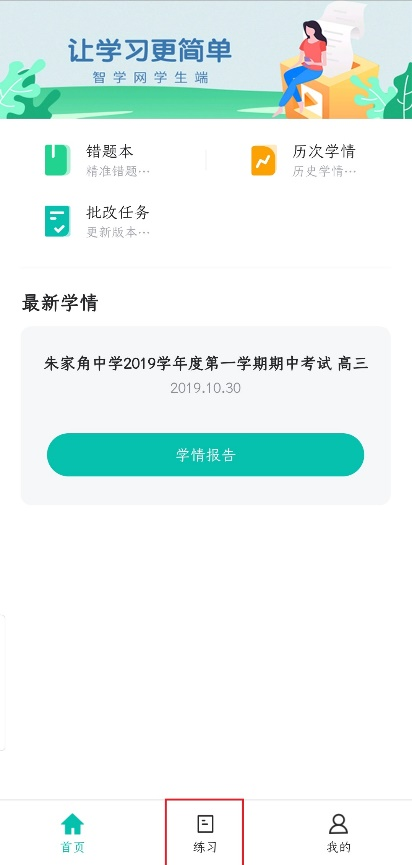 让学习更简单
智学网学生端
错题本
精准错题…
历次学情
历史学情…
批改任务
更新版本…
最新学情
朱家角中学2019学年度第一学期期中考试 高三
2019.10.30
学情报告
首页
练习
我的